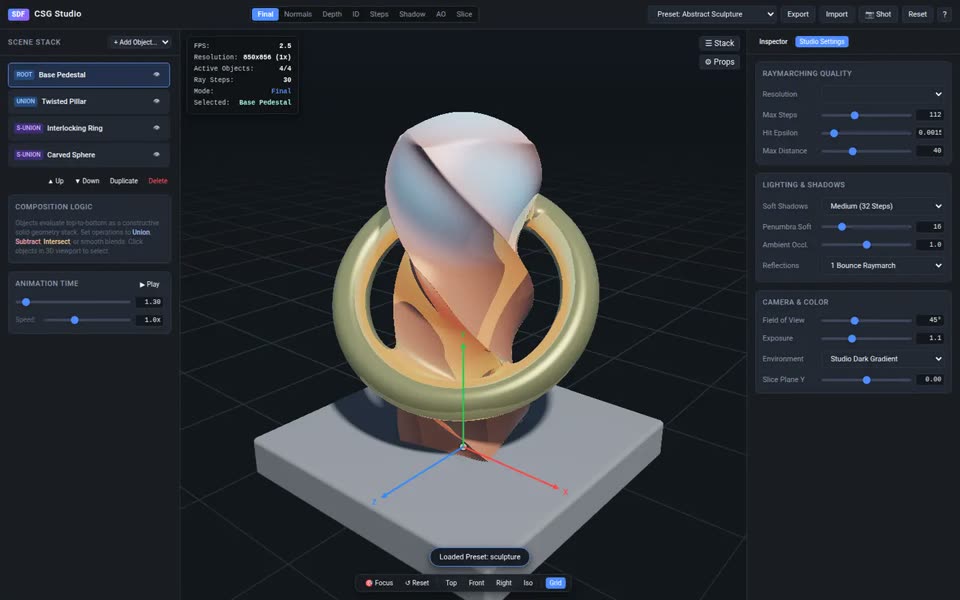 SDF CSG Studio
Final Normals Depth ID Steps Shadow AO Slice
Preset: Abstract Sculpture Export Import Shot Reset ?
SCENE STACK + Add Object...
ROOT Base Pedestal
UNION Twisted Pillar
S-UNION Interlocking Ring
S-UNION Carved Sphere
▲ Up ▼ Down Duplicate Delete
COMPOSITION LOGIC
Objects evaluate top-to-bottom as a constructive
solid geometry stack. Set operations to Union,
Subtract, Intersect, or smooth blends. Click
objects in 3D viewport to select.
ANIMATION TIME ▶ Play
1.30
Speed: 1.0x
FPS: 2.5
Resolution: 850x856 (1x)
Active Objects: 4/4
Ray Steps: 30
Mode: Final
Selected: Base Pedestal
☰ Stack
⚙ Props
X
Z
Loaded Preset: sculpture
Focus ↺ Reset Top Front Right Iso Grid
Inspector Studio Settings
RAYMARCHING QUALITY
Resolution
Max Steps 112
Hit Epsilon 0.0015
Max Distance 40
LIGHTING & SHADOWS
Soft Shadows Medium (32 Steps)
Penumbra Soft 16
Ambient Occl. 1.0
Reflections 1 Bounce Raymarch
CAMERA & COLOR
Field of View 45°
Exposure 1.1
Environment Studio Dark Gradient
Slice Plane Y 0.00